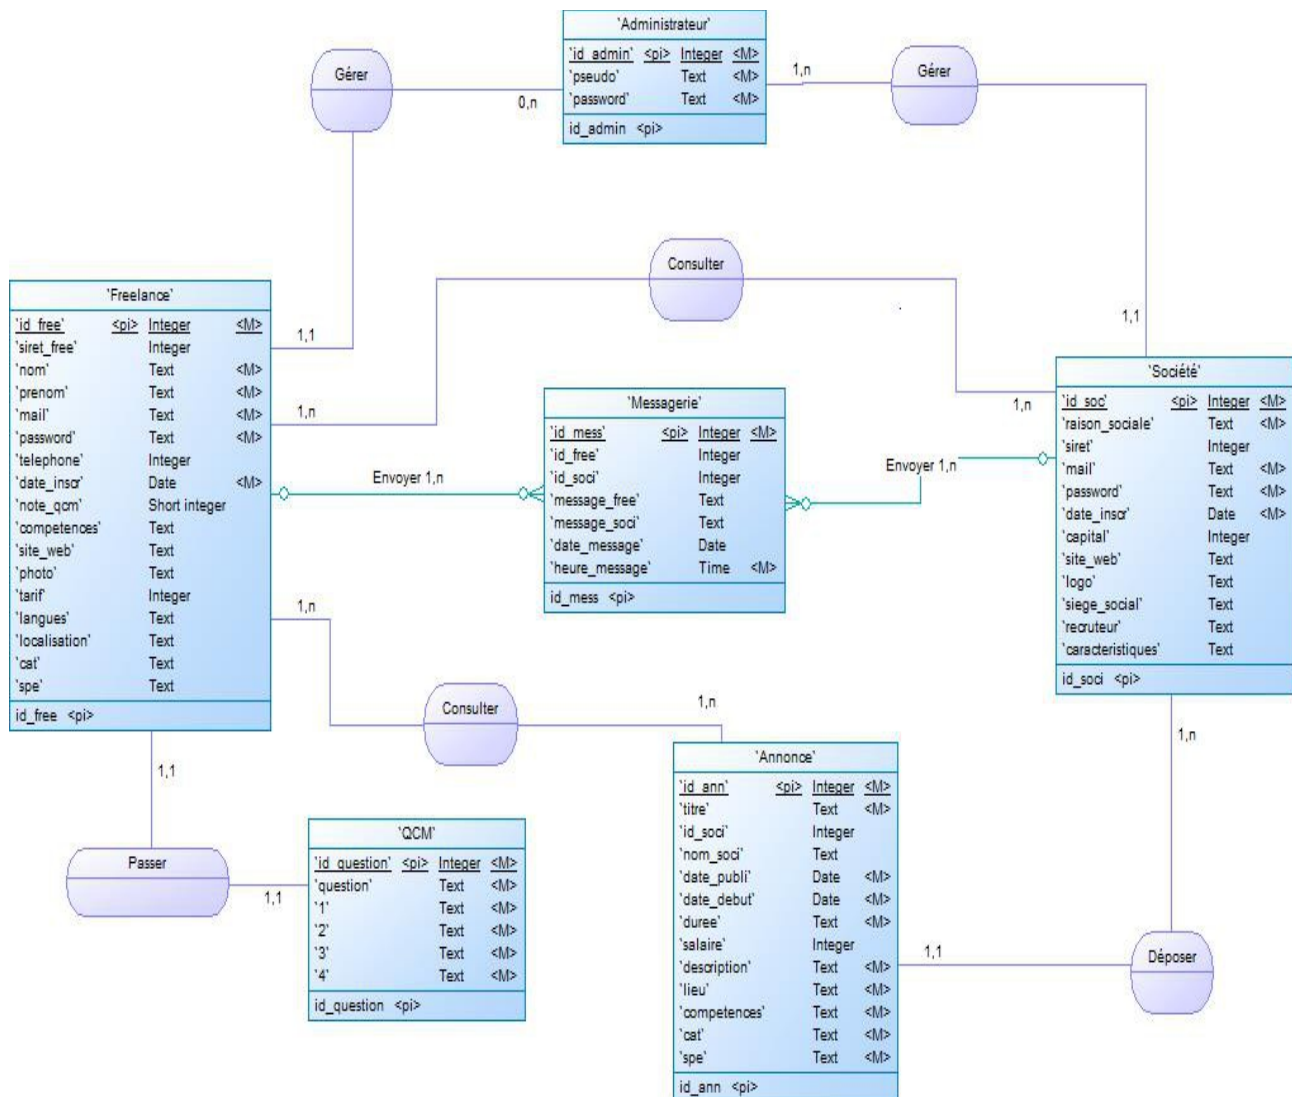 `Administrateur`
`id_admin` <pi> Integer <M>
`pseudo` Text <M>
`password` Text <M>
id_admin <pi>
Gérer
0,n
1,n
Gérer
Consulter
`Freelance`
`id_free` <pi> Integer <M>
`siret_free` Integer
`nom` Text <M>
`prenom` Text <M>
`mail` Text <M>
`password` Text <M>
`telephone` Integer
`date_inscr` Date <M>
`note_qcm` Short integer
`competences` Text
`site_web` Text
`photo` Text
`tarif` Integer
`langues` Text
`localisation` Text
`cat` Text
`spe` Text
id_free <pi>
1,1
1,n
Envoyer 1,n
1,n
1,1
`Messagerie`
`id_mess` <pi> Integer <M>
`id_free` Integer
`id_soci` Integer
`message_free` Text
`message_soci` Text
`date_message` Date
`heure_message` Time <M>
id_mess <pi>
Envoyer 1,n
1,1
1,n
`Société`
`id_soc` <pi> Integer <M>
`raison_sociale` Text <M>
`siret` Integer
`mail` Text <M>
`password` Text <M>
`date_inscr` Date <M>
`capital` Integer
`site_web` Text
`logo` Text
`siege_social` Text
`recruteur` Text
`caracteristiques` Text
id_soci <pi>
1,n
Consulter
1,n
Passer
1,1
`QCM`
`id_question` <pi> Integer <M>
`question` Text <M>
`1` Text <M>
`2` Text <M>
`3` Text <M>
`4` Text <M>
id_question <pi>
`Annonce`
`id_ann` <pi> Integer <M>
`titre` Text <M>
`id_soci` Integer
`nom_soci` Text
`date_publi` Date <M>
`date_debut` Date <M>
`duree` Text <M>
`salaire` Integer
`description` Text <M>
`lieu` Text <M>
`competences` Text <M>
`cat` Text <M>
`spe` Text <M>
id_ann <pi>
1,1
Déposer